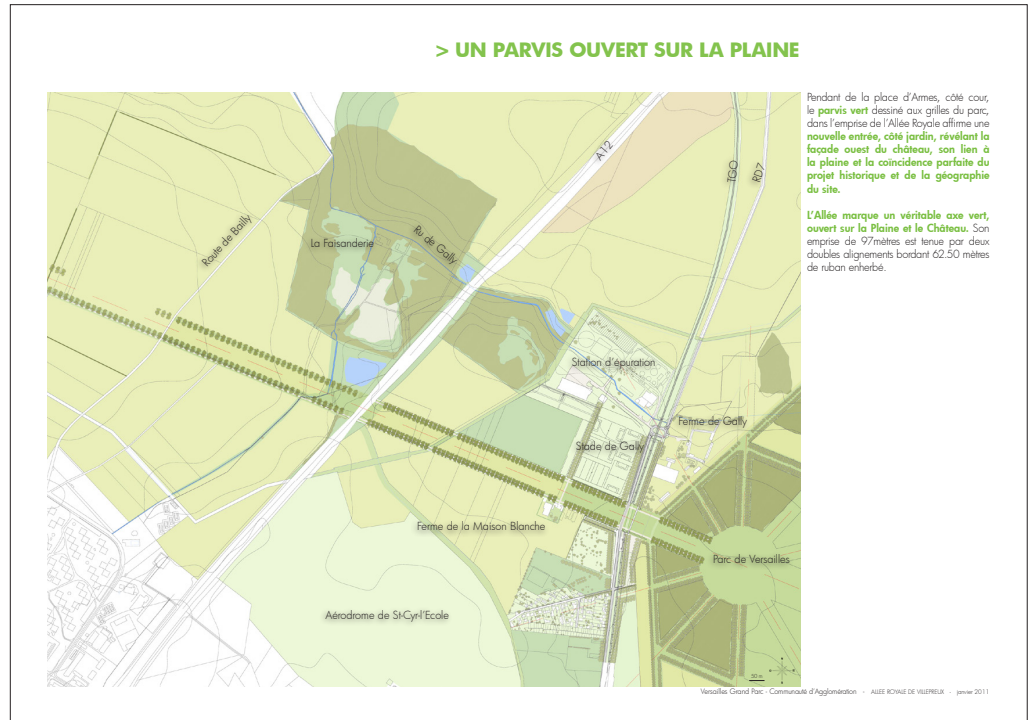 > UN PARVIS OUVERT SUR LA PLAINE
Pendant de la place d'Armes, côté cour,
le parvis vert dessiné aux grilles du parc,
dans l'emprise de l'Allée Royale affirme une
nouvelle entrée, côté jardin, révélant la
façade ouest du château, son lien à
la plaine et la coïncidence parfaite du
projet historique et de la géographie
du site.
L'Allée marque un véritable axe vert,
ouvert sur la Plaine et le Château. Son
emprise de 97mètres est tenue par deux
doubles alignements bordant 62.50 mètres
de ruban enherbé.
A12
TGO
RD7
Route de Bailly
La Faisanderie
Ru de Gally
Station d'épuration
Ferme de Gally
Stade de Gally
Ferme de la Maison Blanche
Parc de Versailles
Aérodrome de St-Cyr-l'Ecole
50 m
Versailles Grand Parc - Communauté d'Agglomération - ALLEE ROYALE DE VILLEPREUX - janvier 2011